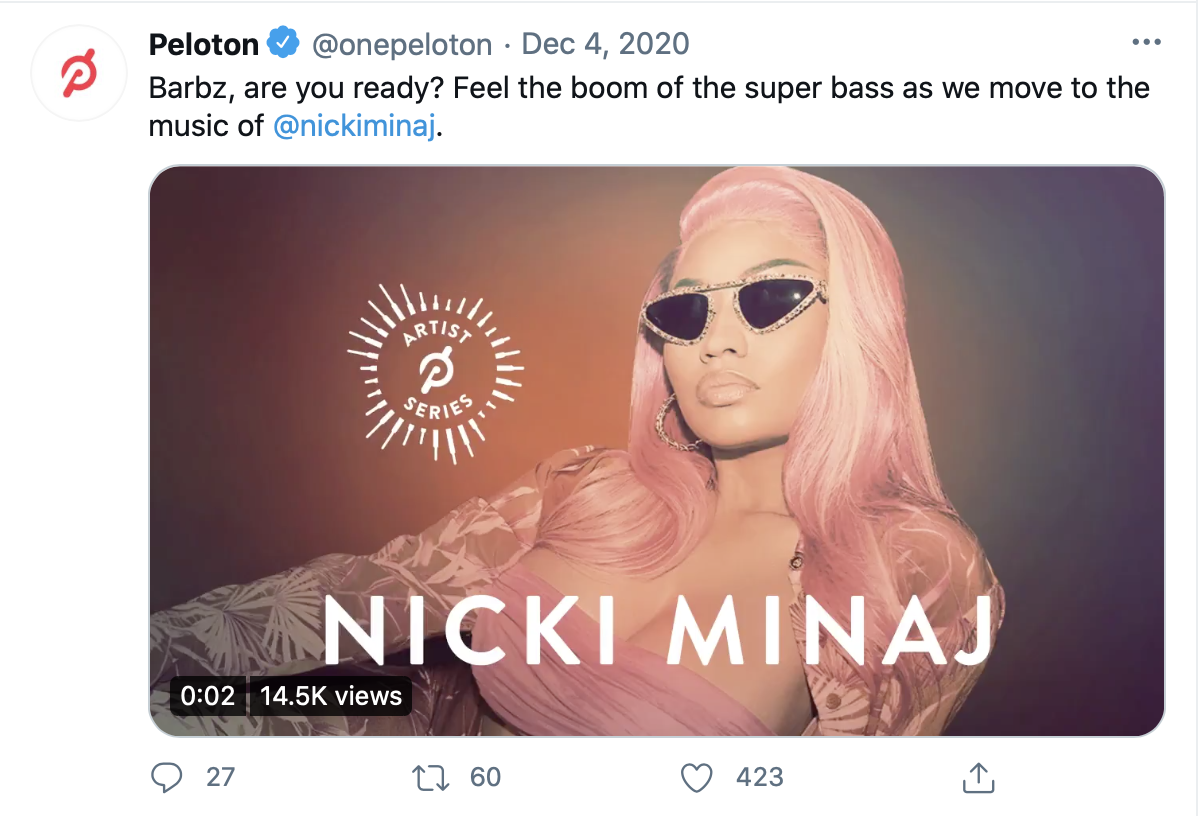 Peloton @onepeloton · Dec 4, 2020
Barbz, are you ready? Feel the boom of the super bass as we move to the
music of @nickiminaj.
ARTIST
SERIES
NICKI MINAJ
0:02 14.5K views
27 60 423